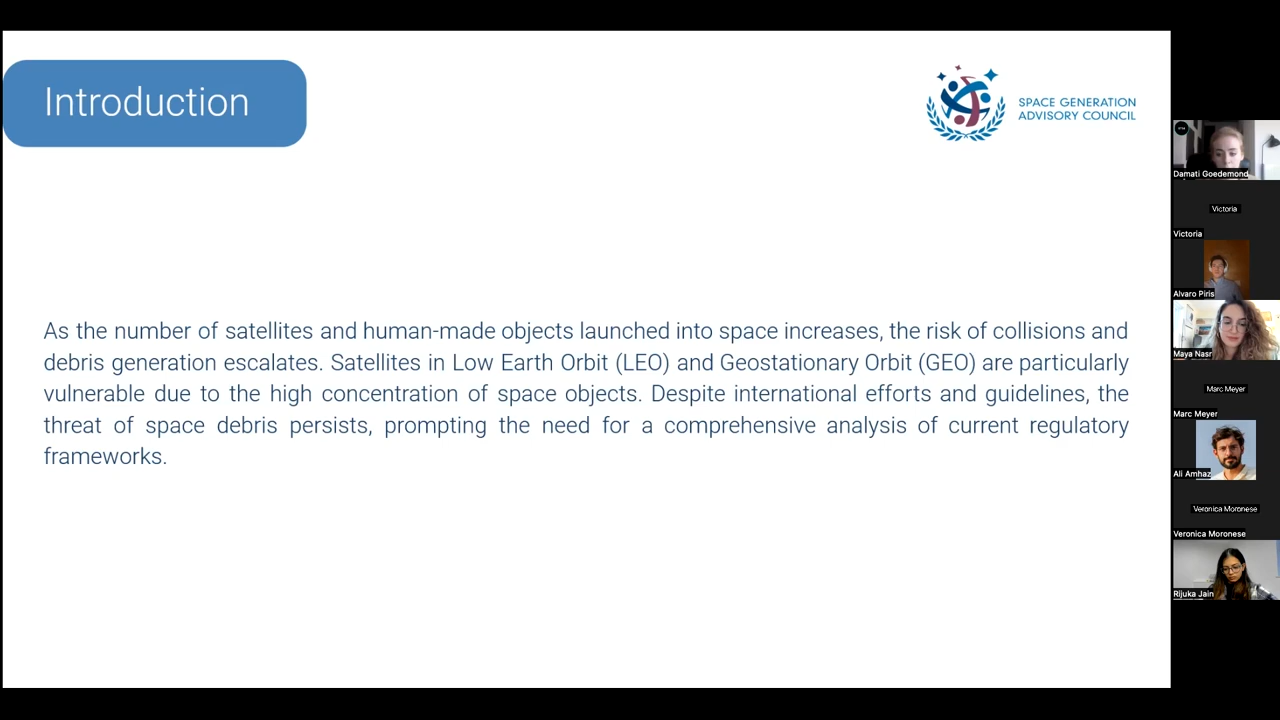 Introduction
SPACE GENERATION
ADVISORY COUNCIL
As the number of satellites and human-made objects launched into space increases, the risk of collisions and
debris generation escalates. Satellites in Low Earth Orbit (LEO) and Geostationary Orbit (GEO) are particularly
vulnerable due to the high concentration of space objects. Despite international efforts and guidelines, the
threat of space debris persists, prompting the need for a comprehensive analysis of current regulatory
frameworks.
Damati Goedemond
Victoria
Victoria
Alvaro Piris
Maya Nasr
Marc Meyer
Marc Meyer
Ali Amhaz
Veronica Moronese
Veronica Moronese
Rijuka Jain